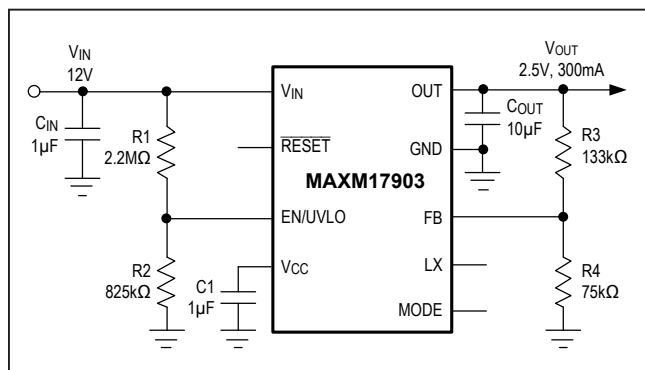 VIN
12V
VOUT
2.5V, 300mA
VIN
OUT
CIN
1µF
R1
2.2MΩ
COUT
10µF
R3
133kΩ
RESET
GND
MAXM17903
EN/UVLO
FB
R2
825kΩ
VCC
C1
1µF
LX
R4
75kΩ
MODE